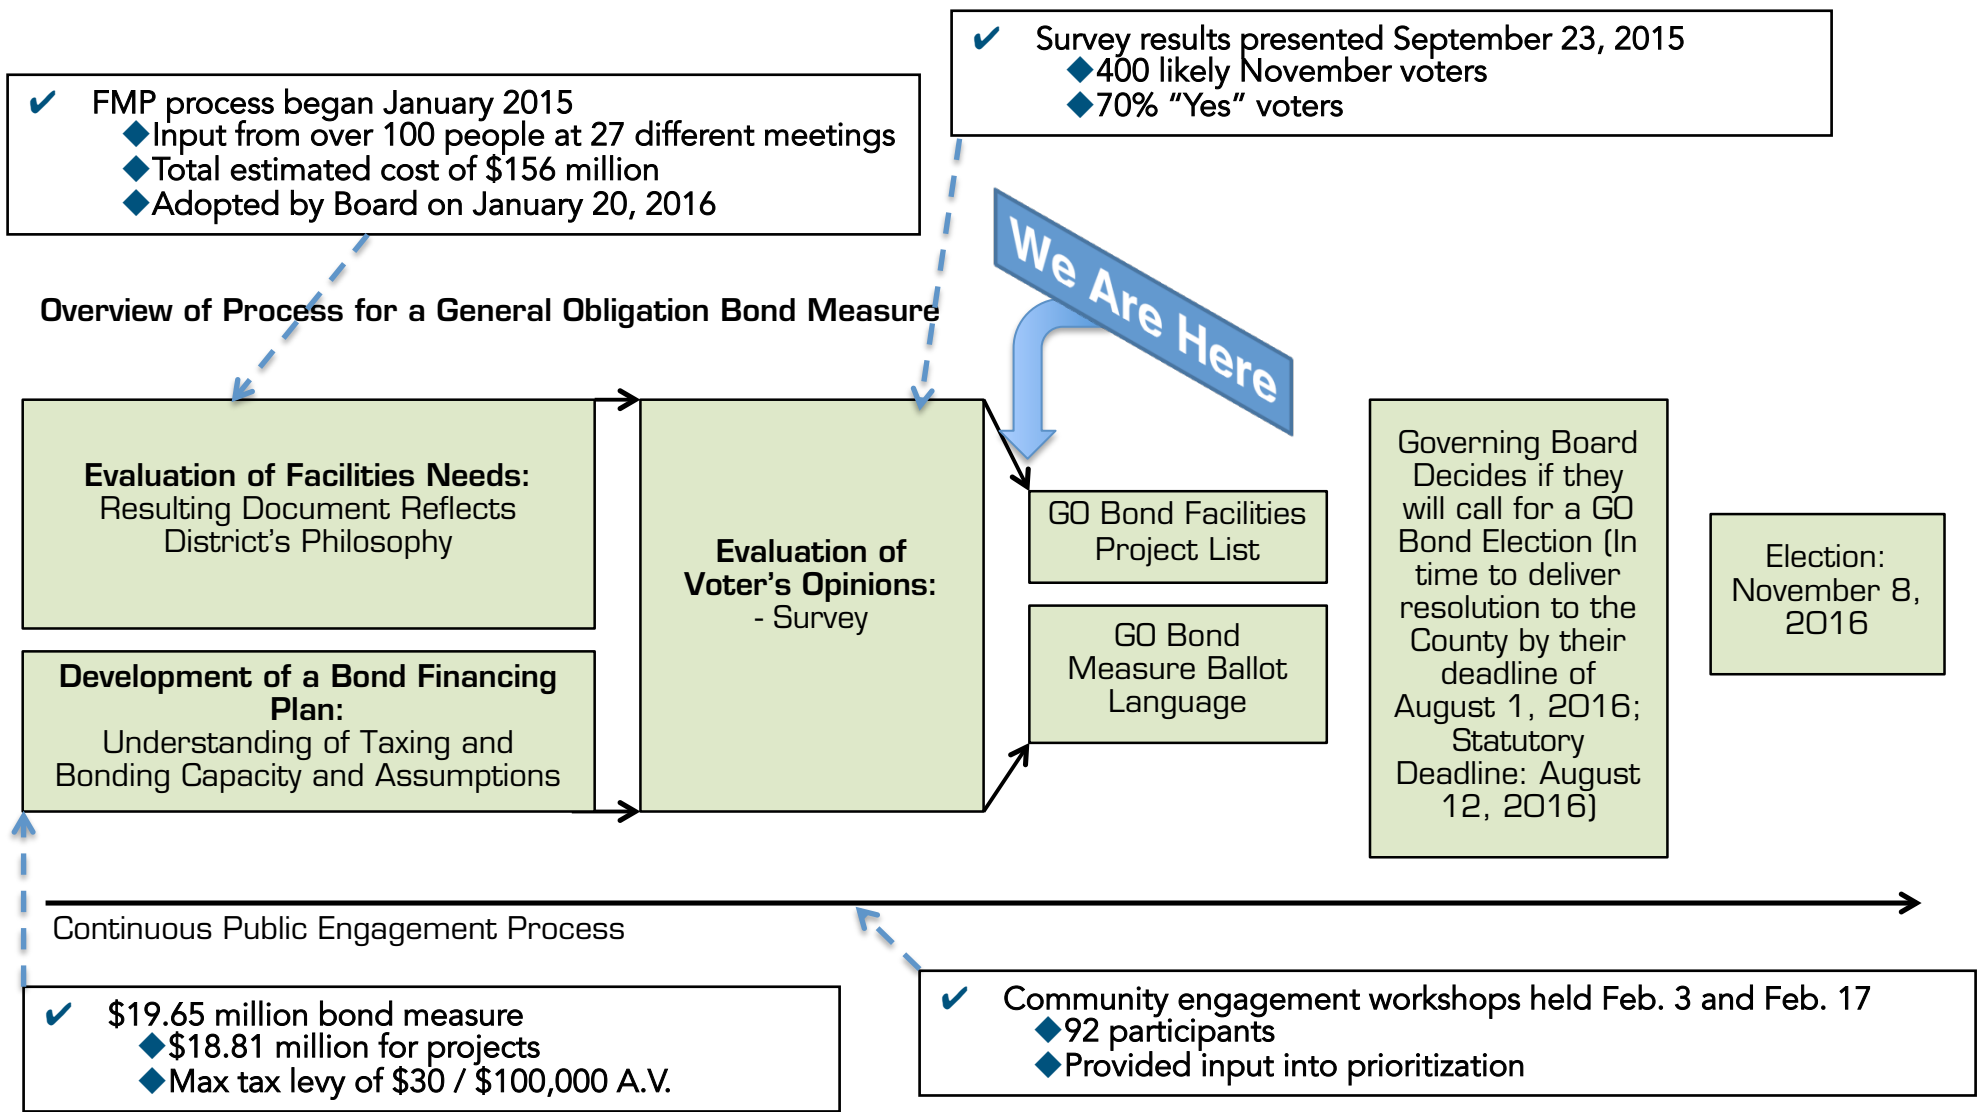 ✔ Survey results presented September 23, 2015
◆400 likely November voters
◆70% “Yes” voters
✔ FMP process began January 2015
◆Input from over 100 people at 27 different meetings
◆Total estimated cost of $156 million
◆Adopted by Board on January 20, 2016
We Are Here
Overview of Process for a General Obligation Bond Measure
Evaluation of Facilities Needs:
Resulting Document Reflects
District’s Philosophy
Development of a Bond Financing
Plan:
Understanding of Taxing and
Bonding Capacity and Assumptions
Evaluation of
Voter’s Opinions:
- Survey
GO Bond Facilities
Project List
GO Bond
Measure Ballot
Language
Governing Board
Decides if they
will call for a GO
Bond Election (In
time to deliver
resolution to the
County by their
deadline of
August 1, 2016;
Statutory
Deadline: August
12, 2016)
Election:
November 8,
2016
Continuous Public Engagement Process
✔ $19.65 million bond measure
◆$18.81 million for projects
◆Max tax levy of $30 / $100,000 A.V.
✔ Community engagement workshops held Feb. 3 and Feb. 17
◆92 participants
◆Provided input into prioritization